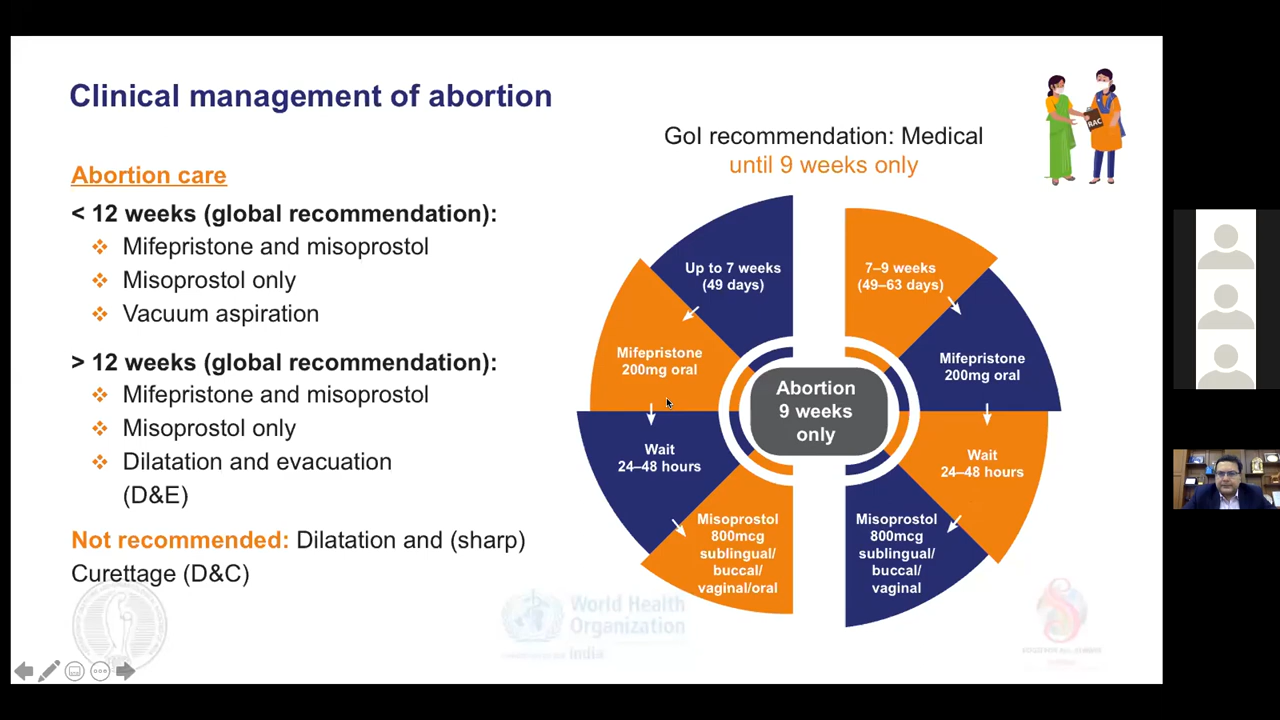 Clinical management of abortion
Abortion care
< 12 weeks (global recommendation):
Mifepristone and misoprostol
Misoprostol only
Vacuum aspiration
> 12 weeks (global recommendation):
Mifepristone and misoprostol
Misoprostol only
Dilatation and evacuation
(D&E)
Not recommended: Dilatation and (sharp)
Curettage (D&C)
GoI recommendation: Medical
until 9 weeks only
RAC
Up to 7 weeks
(49 days)
Mifepristone
200mg oral
Wait
24–48 hours
Misoprostol
800mcg
sublingual/
buccal/
vaginal/oral
Abortion
9 weeks
only
7–9 weeks
(49–63 days)
Mifepristone
200mg oral
Wait
24–48 hours
Misoprostol
800mcg
sublingual/
buccal/
vaginal
World Health
Organization
India